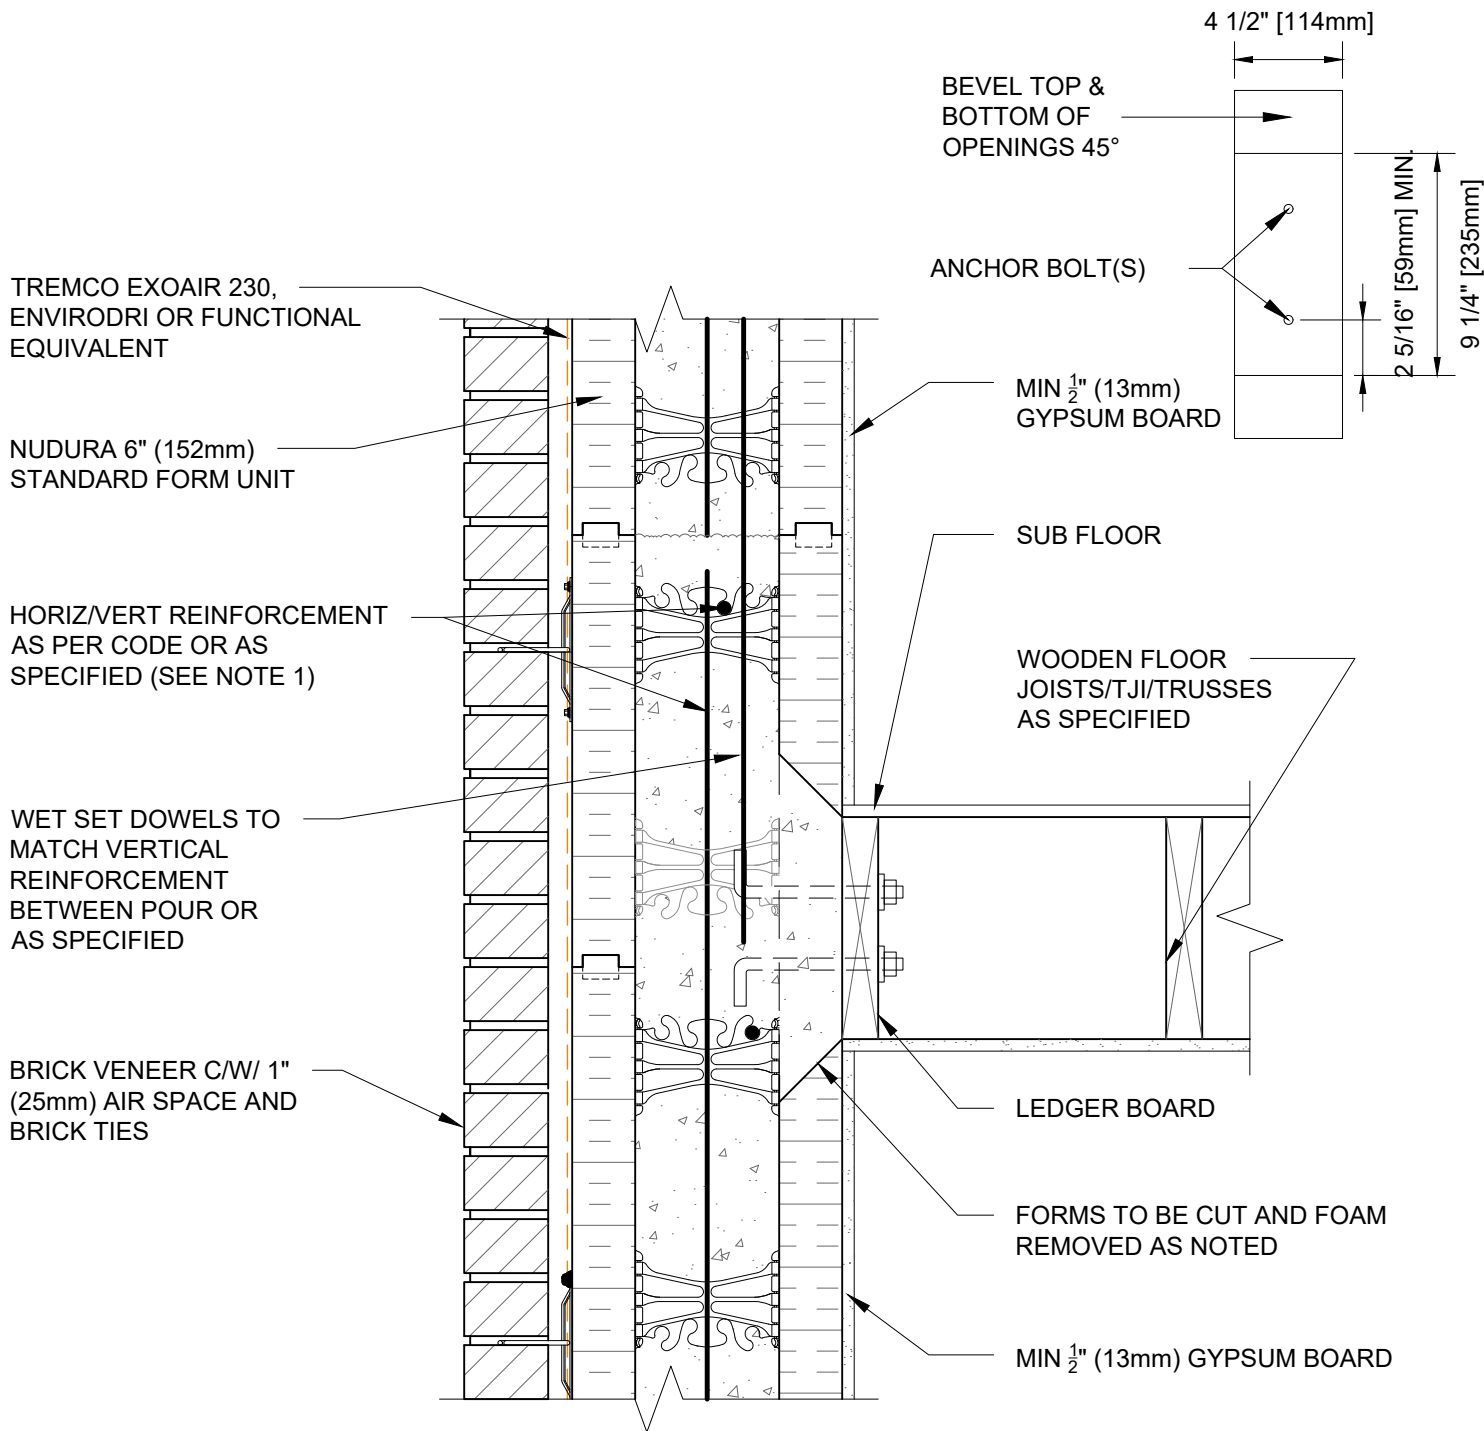 4 1/2" [114mm]
BEVEL TOP &
BOTTOM OF
OPENINGS 45°
ANCHOR BOLT(S)
2 5/16" [59mm] MIN.
9 1/4" [235mm]
TREMCO EXOAIR 230,
ENVIRODRI OR FUNCTIONAL
EQUIVALENT
NUDURA 6" (152mm)
STANDARD FORM UNIT
HORIZ/VERT REINFORCEMENT
AS PER CODE OR AS
SPECIFIED (SEE NOTE 1)
WET SET DOWELS TO
MATCH VERTICAL
REINFORCEMENT
BETWEEN POUR OR
AS SPECIFIED
BRICK VENEER C/W/ 1"
(25mm) AIR SPACE AND
BRICK TIES
MIN 1/2" (13mm)
GYPSUM BOARD
SUB FLOOR
WOODEN FLOOR
JOISTS/TJI/TRUSSES
AS SPECIFIED
LEDGER BOARD
FORMS TO BE CUT AND FOAM
REMOVED AS NOTED
MIN 1/2" (13mm) GYPSUM BOARD